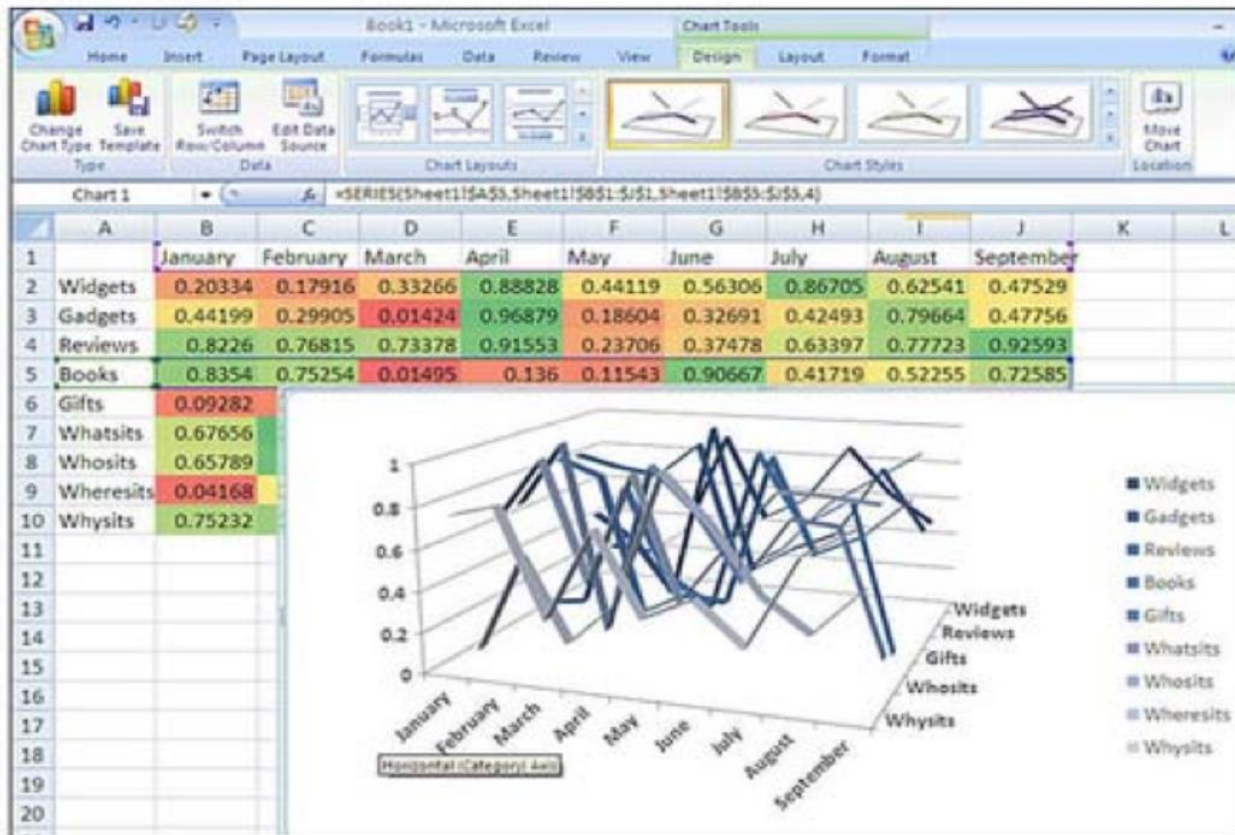 Book1 - Microsoft Excel Chart Tools
Home Insert Page Layout Formulas Data Review View Design Layout Format
Change Chart Type Save Template Switch Row/Column Edit Data Source Move Chart
Type Data Chart Layouts Chart Styles Location
Chart 1 fx =SERIES(Sheet1!$A$5,Sheet1!$B$1:$J$1,Sheet1!$B$5:$J$5,4)
A B C D E F G H I J K L
1 January February March April May June July August September
2 Widgets 0.20334 0.17916 0.33266 0.88828 0.44119 0.56306 0.86705 0.62541 0.47529
3 Gadgets 0.44199 0.29905 0.01424 0.96879 0.18604 0.32691 0.42493 0.79664 0.47756
4 Reviews 0.8226 0.76815 0.73378 0.91553 0.23706 0.37478 0.63397 0.77723 0.92593
5 Books 0.8354 0.75254 0.01495 0.136 0.11543 0.90667 0.41719 0.52255 0.72585
6 Gifts 0.09282
7 Whatsits 0.67656
8 Whosits 0.65789
9 Wheresits 0.04168
10 Whysits 0.75232
11
12
13
14
15
16
17
18
19
20
1
0.8
0.6
0.4
0.2
0
January February March April May June July August September
Widgets
Reviews
Gifts
Whosits
Whysits
Horizontal (Category) Axis
Widgets
Gadgets
Reviews
Books
Gifts
Whatsits
Whosits
Wheresits
Whysits